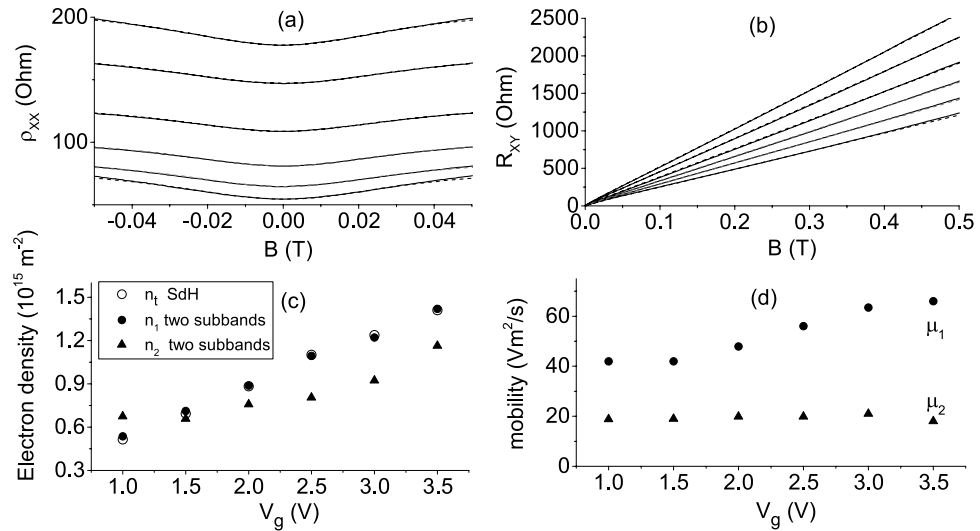 (a)
200
100
ρXX (Ohm)
-0.04 -0.02 0.00 0.02 0.04
B (T)
(b)
2500
2000
1500
1000
500
0
RXY (Ohm)
0.0 0.1 0.2 0.3 0.4 0.5
B (T)
(c)
nt SdH
n1 two subbands
n2 two subbands
1.5
1.2
0.9
0.6
0.3
Electron density (10^15 m^-2)
1.0 1.5 2.0 2.5 3.0 3.5
Vg (V)
(d)
60
40
20
0
mobility (Vm²/s)
μ1
μ2
1.0 1.5 2.0 2.5 3.0 3.5
Vg (V)